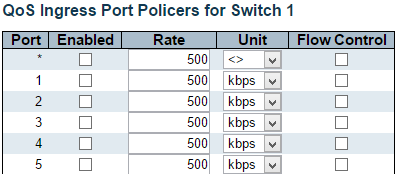 QoS Ingress Port Policers for Switch 1
Port Enabled Rate Unit Flow Control
* 500 <>
1 500 kbps
2 500 kbps
3 500 kbps
4 500 kbps
5 500 kbps